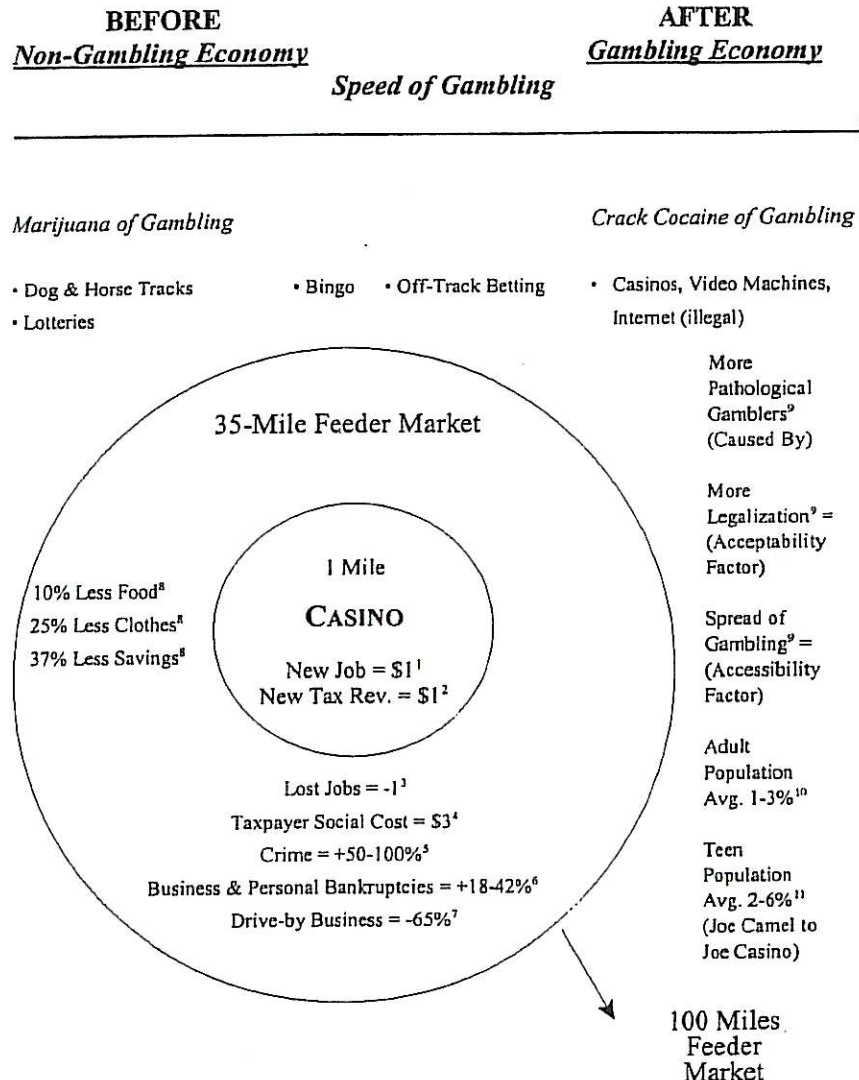 BEFORE
Non-Gambling Economy
AFTER
Gambling Economy
Speed of Gambling
Marijuana of Gambling
Crack Cocaine of Gambling
• Dog & Horse Tracks
• Lotteries
• Bingo • Off-Track Betting
• Casinos, Video Machines,
Internet (illegal)
35-Mile Feeder Market
1 Mile
CASINO
New Job = $1¹
New Tax Rev. = $1²
10% Less Food⁸
25% Less Clothes⁸
37% Less Savings⁸
Lost Jobs = -1³
Taxpayer Social Cost = $3⁴
Crime = +50-100%⁵
Business & Personal Bankruptcies = +18-42%⁶
Drive-by Business = -65%⁷
More
Pathological
Gamblers⁹
(Caused By)
More
Legalization⁹ =
(Acceptability
Factor)
Spread of
Gambling⁹ =
(Accessibility
Factor)
Adult
Population
Avg. 1-3%¹⁰
Teen
Population
Avg. 2-6%¹¹
(Joe Camel to
Joe Casino)
100 Miles
Feeder
Market